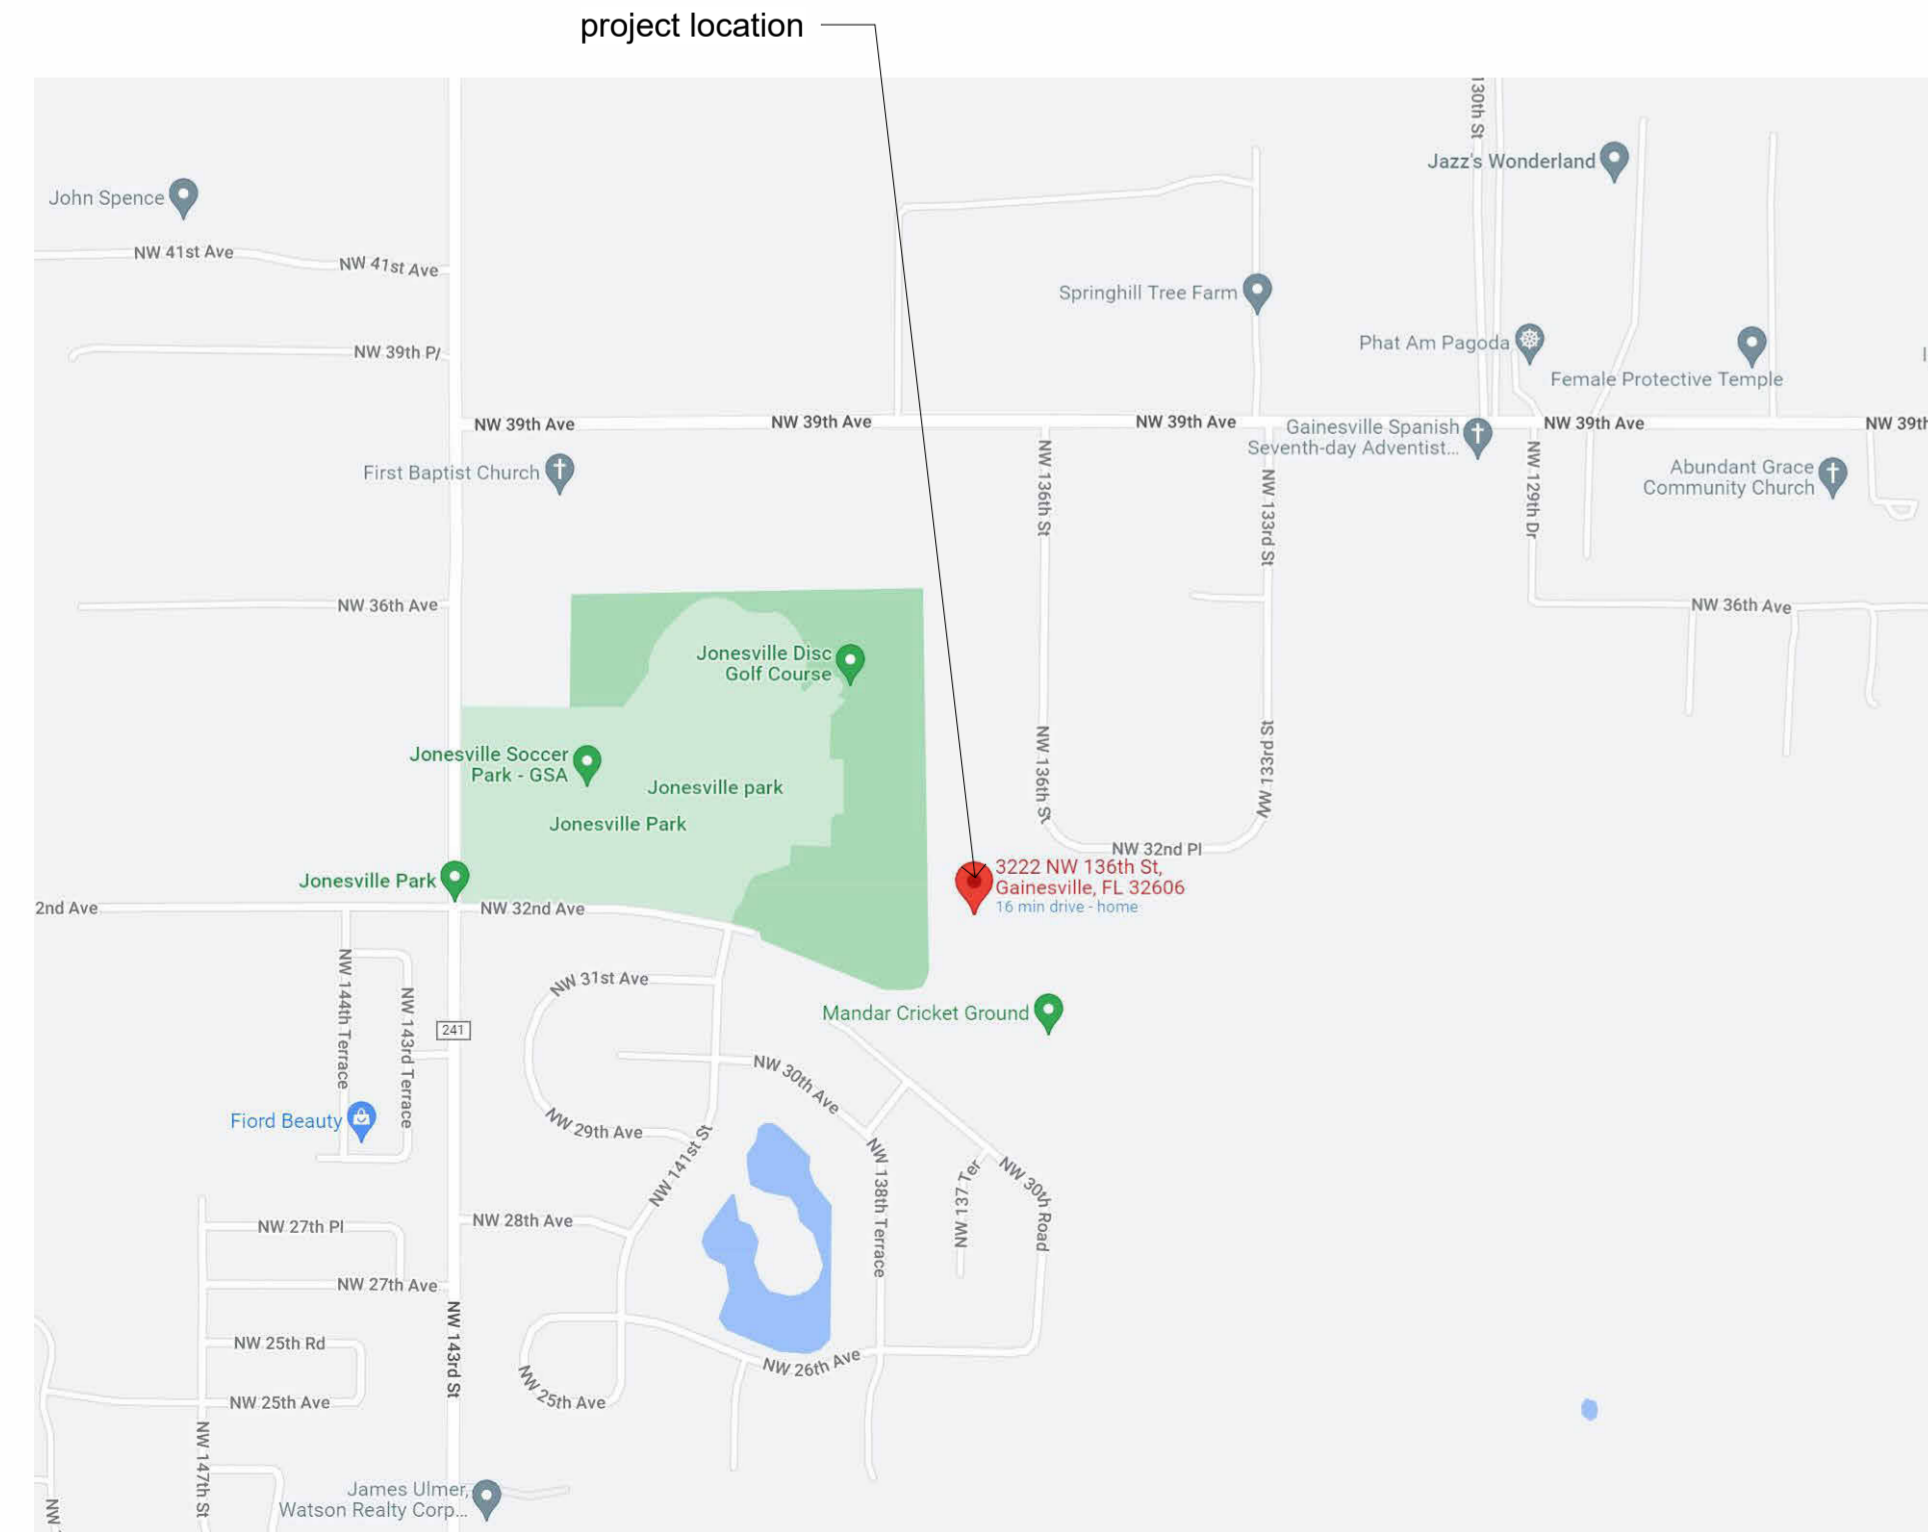 project location
130th St
Jazz's Wonderland
John Spence
NW 41st Ave
NW 41st Ave
Springhill Tree Farm
Phat Am Pagoda
NW 39th Pl
Female Protective Temple
NW 39th Ave
NW 39th Ave
NW 39th Ave
Gainesville Spanish
Seventh-day Adventist...
NW 39th Ave
NW 39th
First Baptist Church
NW 136th St
NW 133rd St
NW 129th Dr
Abundant Grace
Community Church
NW 36th Ave
NW 36th Ave
Jonesville Disc
Golf Course
Jonesville Soccer
Park - GSA
Jonesville park
Jonesville Park
NW 136th St
NW 133rd St
NW 32nd Pl
Jonesville Park
3222 NW 136th St,
Gainesville, FL 32606
16 min drive - home
2nd Ave
NW 32nd Ave
NW 144th Terrace
NW 143rd Terrace
NW 31st Ave
Mandar Cricket Ground
241
NW 30th Ave
Fiord Beauty
NW 29th Ave
NW 141st St
NW 138th Terrace
NW 137 Ter
NW 30th Road
NW 27th Pl
NW 28th Ave
NW 27th Ave
NW 143rd St
NW 25th Rd
NW 26th Ave
NW 25th Ave
NW 25th Ave
NW 147th St
James Ulmer,
Watson Realty Corp...
NW